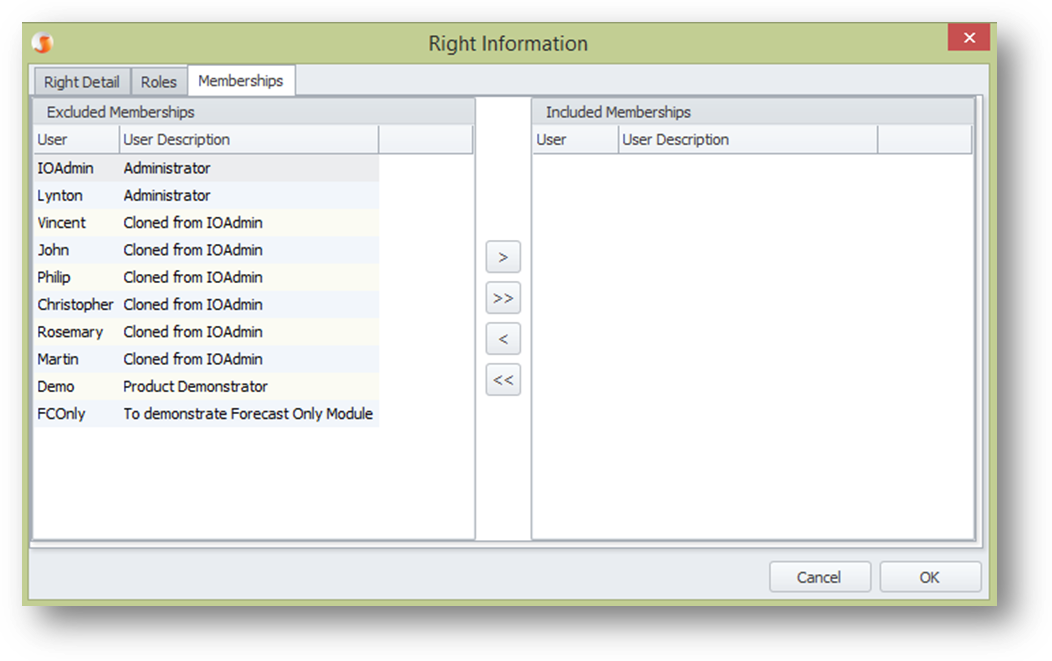 Right Information
Right Detail Roles Memberships
Excluded Memberships
User User Description
IOAdmin Administrator
Lynton Administrator
Vincent Cloned from IOAdmin
John Cloned from IOAdmin
Philip Cloned from IOAdmin
Christopher Cloned from IOAdmin
Rosemary Cloned from IOAdmin
Martin Cloned from IOAdmin
Demo Product Demonstrator
FCOnly To demonstrate Forecast Only Module
>
>>
<
<<
Included Memberships
User User Description
Cancel OK